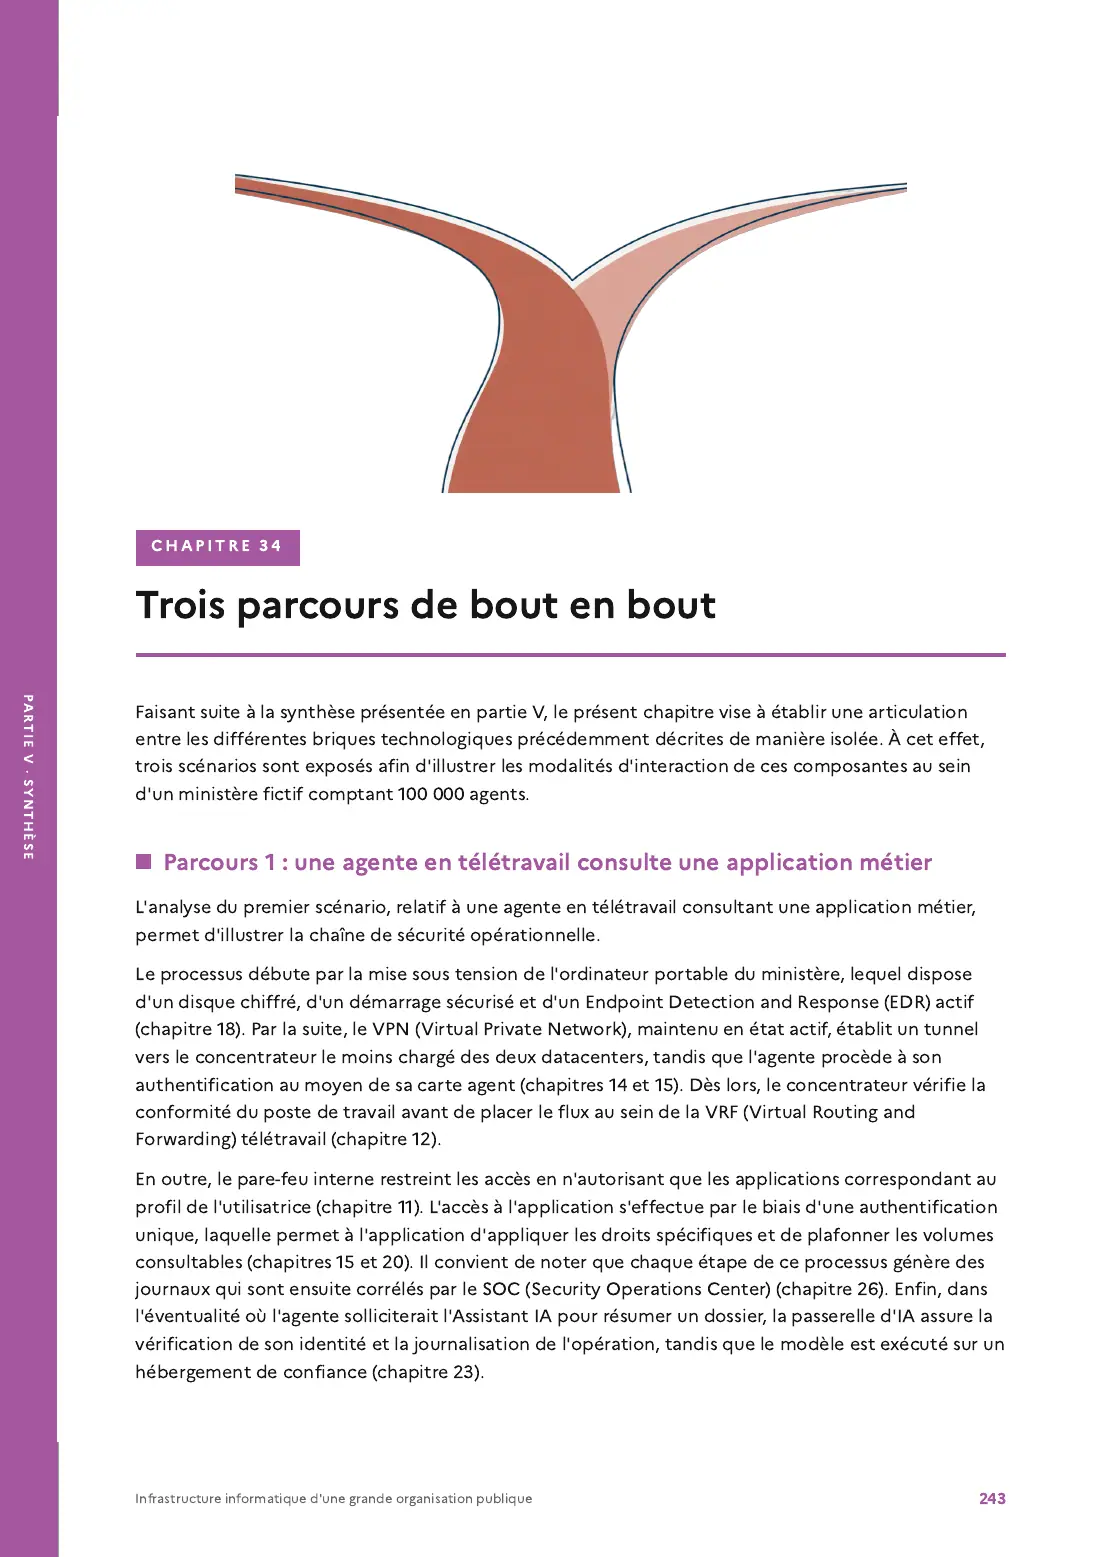 CHAPITRE 34
Trois parcours de bout en bout
PARTIE V · SYNTHÈSE
Faisant suite à la synthèse présentée en partie V, le présent chapitre vise à établir une articulation
entre les différentes briques technologiques précédemment décrites de manière isolée. À cet effet,
trois scénarios sont exposés afin d'illustrer les modalités d'interaction de ces composantes au sein
d'un ministère fictif comptant 100 000 agents.
Parcours 1 : une agente en télétravail consulte une application métier
L'analyse du premier scénario, relatif à une agente en télétravail consultant une application métier,
permet d'illustrer la chaîne de sécurité opérationnelle.
Le processus débute par la mise sous tension de l'ordinateur portable du ministère, lequel dispose
d'un disque chiffré, d'un démarrage sécurisé et d'un Endpoint Detection and Response (EDR) actif
(chapitre 18). Par la suite, le VPN (Virtual Private Network), maintenu en état actif, établit un tunnel
vers le concentrateur le moins chargé des deux datacenters, tandis que l'agente procède à son
authentification au moyen de sa carte agent (chapitres 14 et 15). Dès lors, le concentrateur vérifie la
conformité du poste de travail avant de placer le flux au sein de la VRF (Virtual Routing and
Forwarding) télétravail (chapitre 12).
En outre, le pare-feu interne restreint les accès en n'autorisant que les applications correspondant au
profil de l'utilisatrice (chapitre 11). L'accès à l'application s'effectue par le biais d'une authentification
unique, laquelle permet à l'application d'appliquer les droits spécifiques et de plafonner les volumes
consultables (chapitres 15 et 20). Il convient de noter que chaque étape de ce processus génère des
journaux qui sont ensuite corrélés par le SOC (Security Operations Center) (chapitre 26). Enfin, dans
l'éventualité où l'agente solliciterait l'Assistant IA pour résumer un dossier, la passerelle d'IA assure la
vérification de son identité et la journalisation de l'opération, tandis que le modèle est exécuté sur un
hébergement de confiance (chapitre 23).
Infrastructure informatique d'une grande organisation publique
243